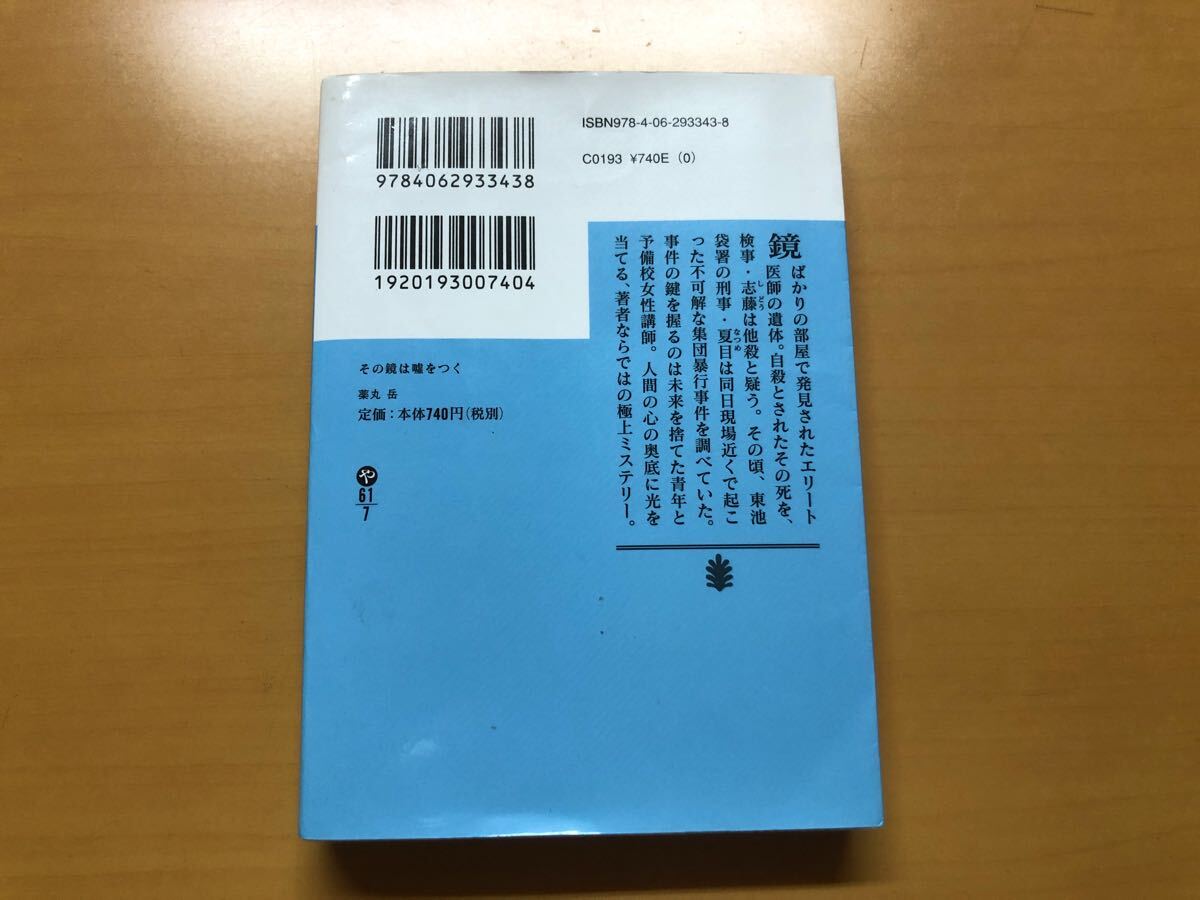 ISBN978-4-06-293343-8
C0193 ¥740E (0)
9784062933438
1920193007404
その鏡は嘘をつく
薬丸 岳
定価:本体740円(税別)
や
61
7
鏡ばかりの部屋で発見されたエリート
医師の遺体。自殺とされたその死を、
検事・志藤は他殺と疑う。その頃、東池
しどう
袋署の刑事・夏目は同日現場近くで起こ
なつめ
った不可解な集団暴行事件を調べていた。
事件の鍵を握るのは未来を捨てた青年と
予備校女性講師。人間の心の奥底に光を
当てる、著者ならではの極上ミステリー。